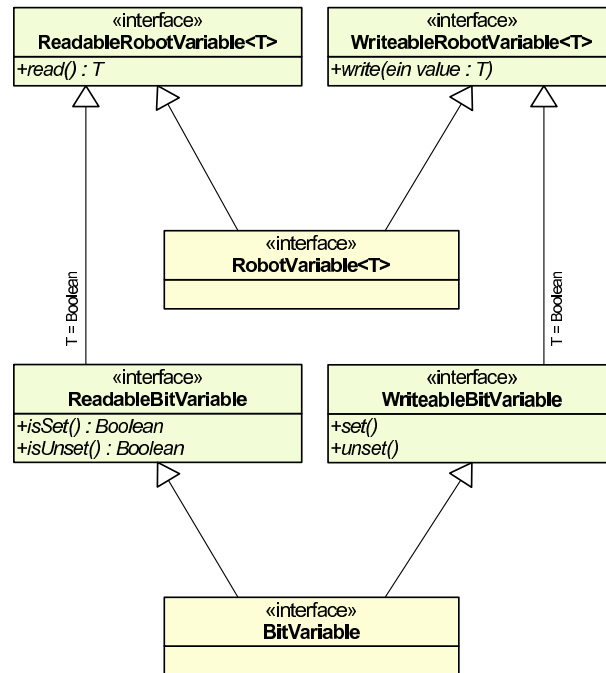 «interface»
ReadableRobotVariable<T>
+read() : T
«interface»
WriteableRobotVariable<T>
+write(ein value : T)
«interface»
RobotVariable<T>
T = Boolean
T = Boolean
«interface»
ReadableBitVariable
+isSet() : Boolean
+isUnset() : Boolean
«interface»
WriteableBitVariable
+set()
+unset()
«interface»
BitVariable